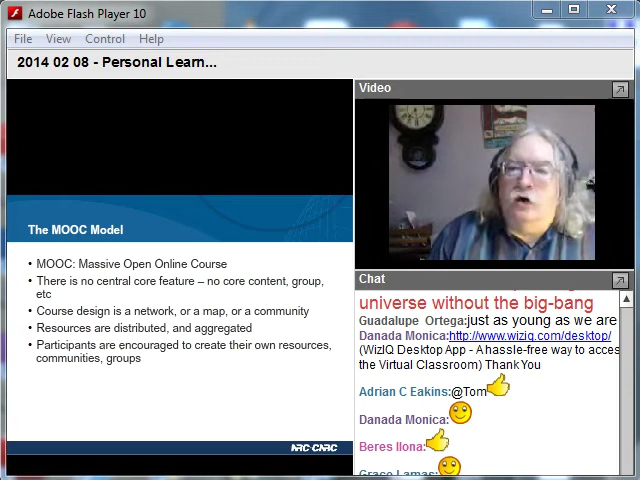 Adobe Flash Player 10
File View Control Help
2014 02 08 - Personal Learn...
The MOOC Model
• MOOC: Massive Open Online Course
• There is no central core feature – no core content, group,
etc
• Course design is a network, or a map, or a community
• Resources are distributed, and aggregated
• Participants are encouraged to create their own resources,
communities, groups
NRC-CNRC
Video
Chat
universe without the big-bang
Guadalupe Ortega:just as young as we are
Danada Monica:http://www.wiziq.com/desktop/
(WizIQ Desktop App - A hassle-free way to acces
the Virtual Classroom) Thank You
Adrian C Eakins:@Tom
Danada Monica:
Beres Ilona:
Grace Lamas: